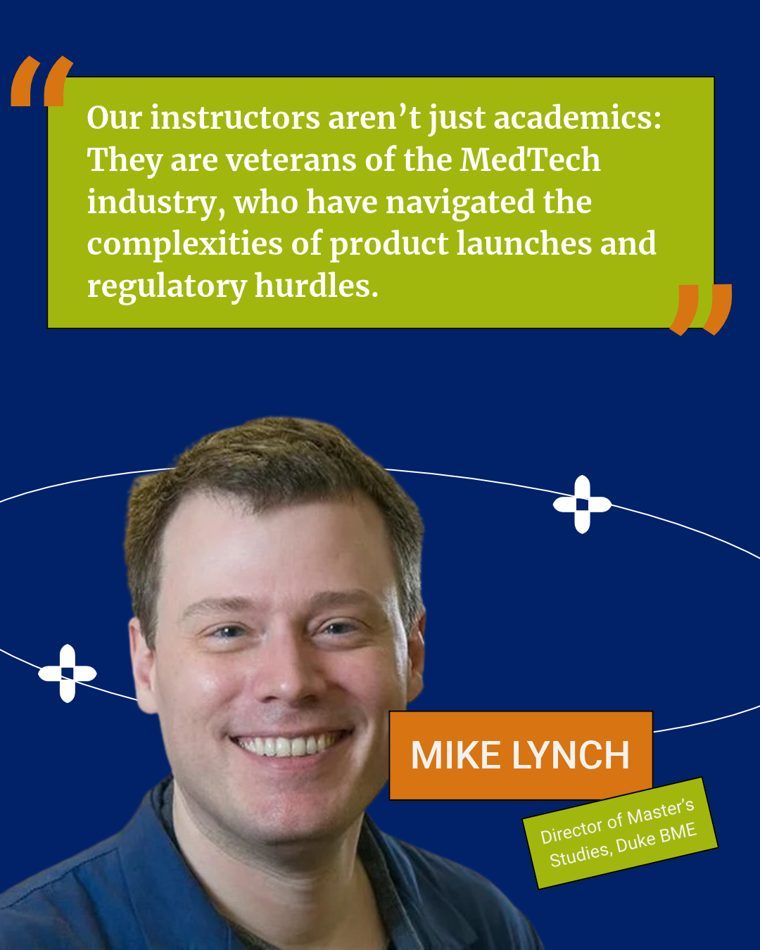 “
Our instructors aren’t just academics:
They are veterans of the MedTech
industry, who have navigated the
complexities of product launches and
regulatory hurdles.
”
MIKE LYNCH
Director of Master's
Studies, Duke BME